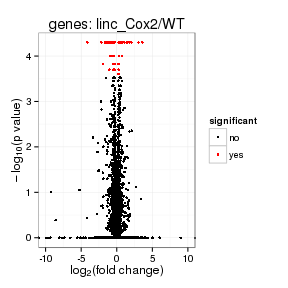 genes: linc_Cox2/WT
−log10(p value)
4
3
2
1
0
-10 -5 0 5 10
log2(fold change)
significant
no
yes